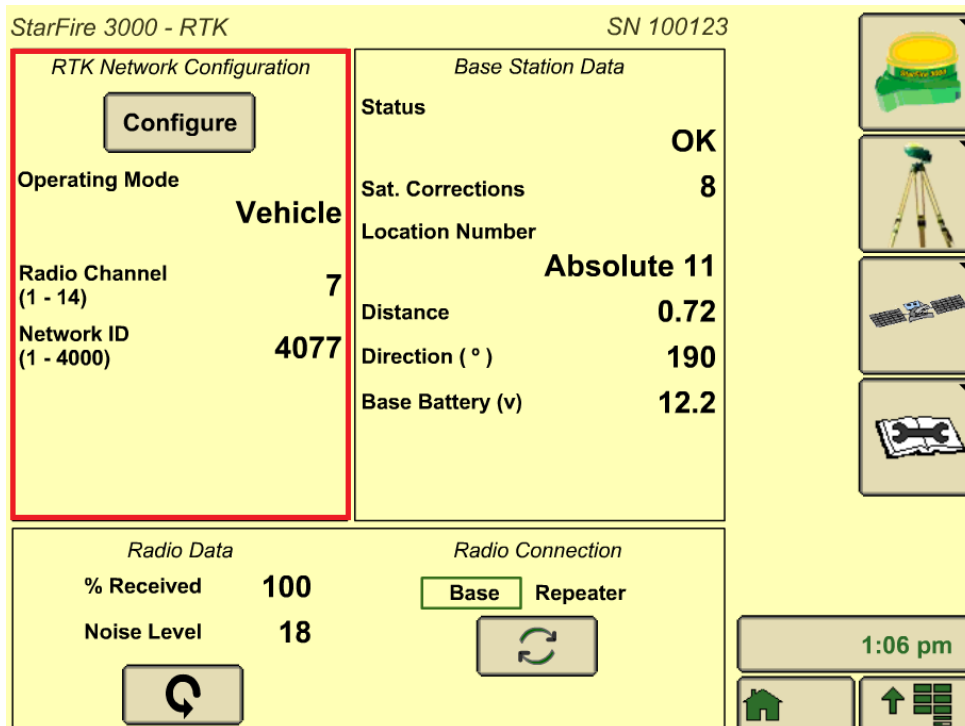 StarFire 3000 - RTK
SN 100123
RTK Network Configuration
Configure
Operating Mode
Vehicle
Radio Channel
(1 - 14)
7
Network ID
(1 - 4000)
4077
Base Station Data
Status
OK
Sat. Corrections
8
Location Number
Absolute 11
Distance
0.72
Direction ( º )
190
Base Battery (v)
12.2
Radio Data
% Received
100
Noise Level
18
Radio Connection
Base
Repeater
StarFire 3000
1:06 pm